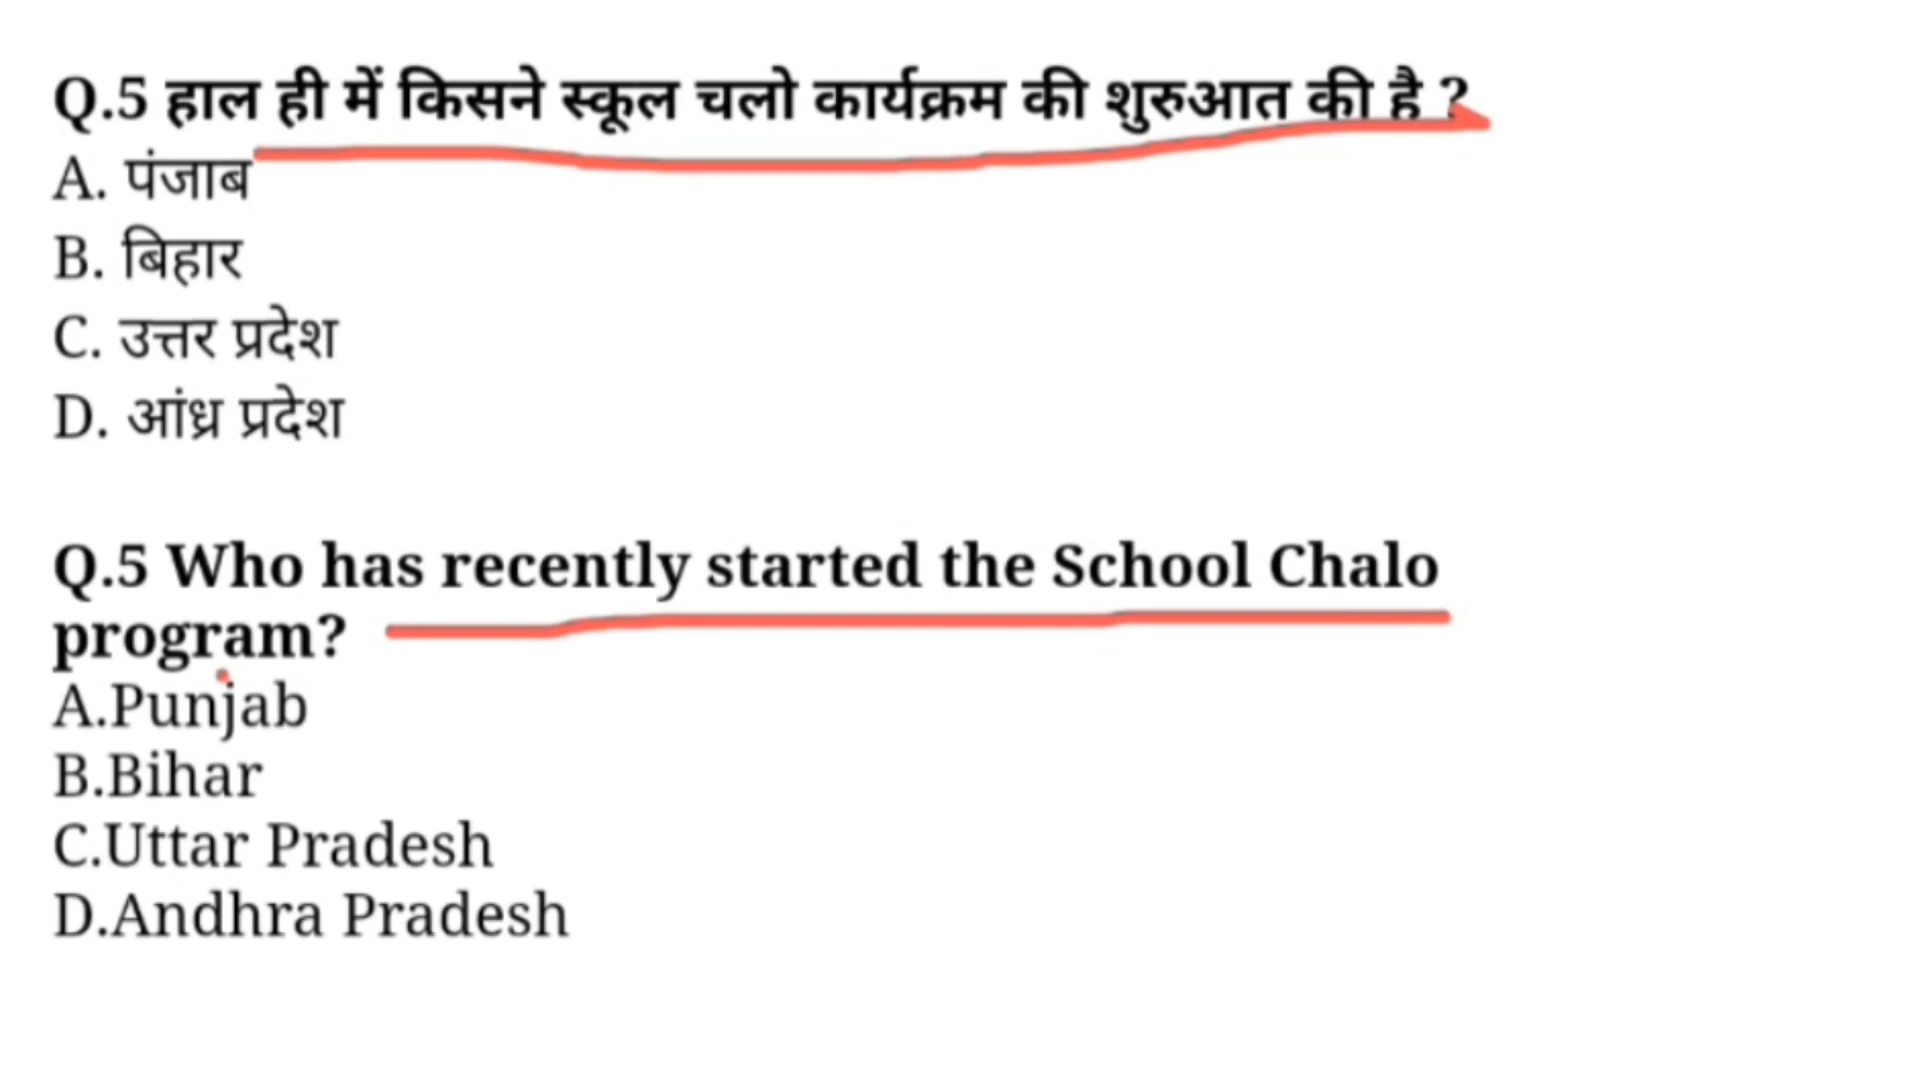 Q.5 हाल ही में किसने स्कूल चलो कार्यक्रम की शुरुआत की है ?
A. पंजाब
B. बिहार
C. उत्तर प्रदेश
D. आंध्र प्रदेश
Q.5 Who has recently started the School Chalo
program?
A.Punjab
B.Bihar
C.Uttar Pradesh
D.Andhra Pradesh